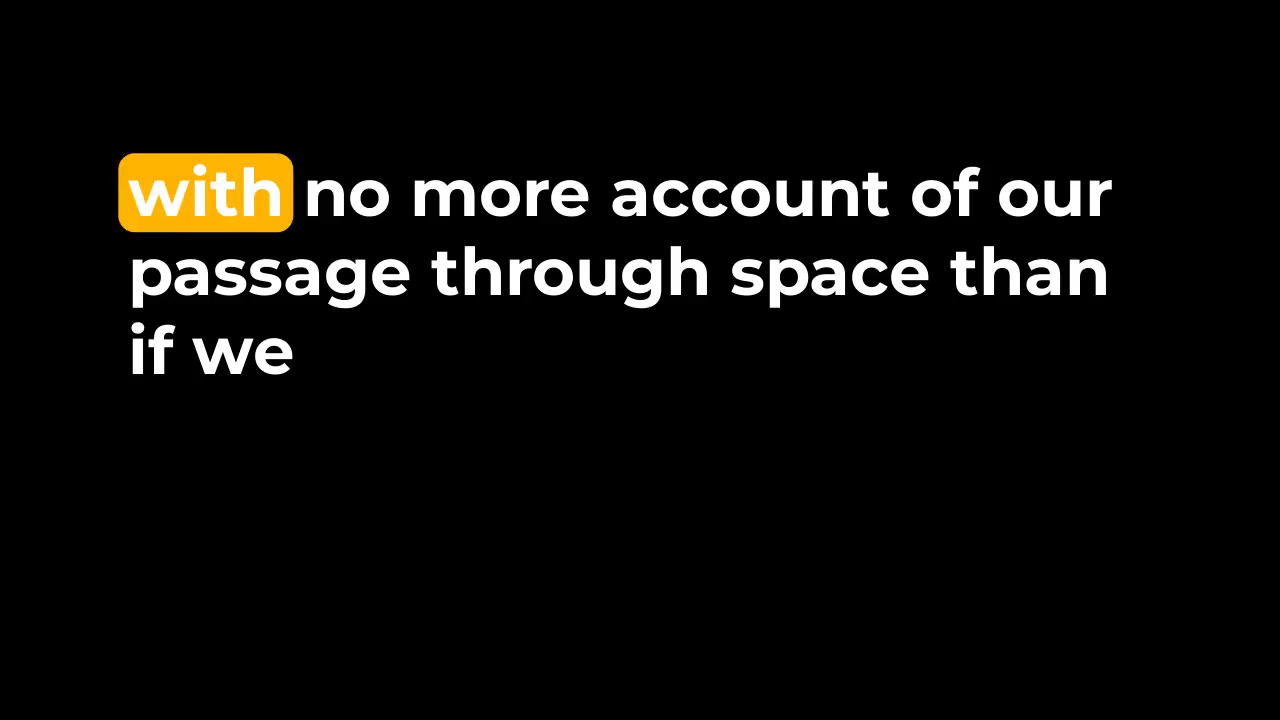 with no more account of our
passage through space than
if we